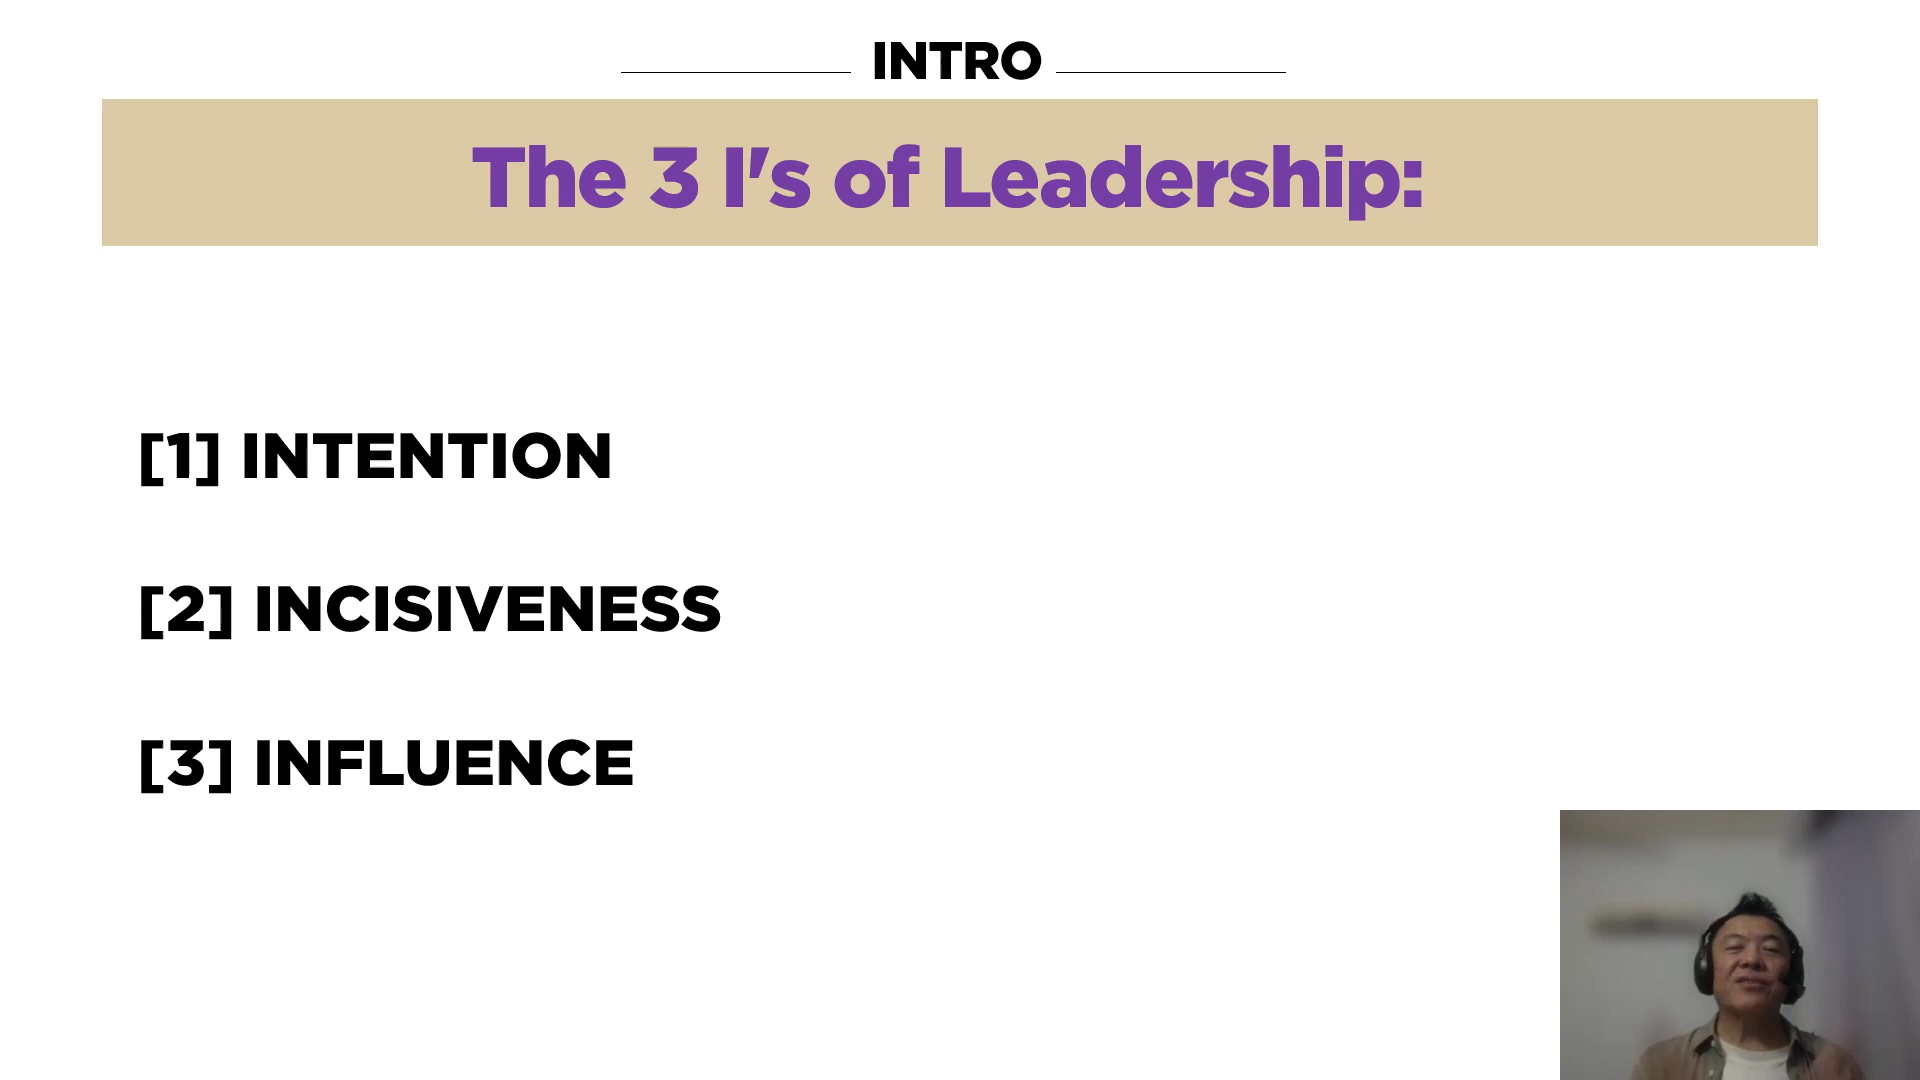 INTRO
The 3 I's of Leadership:
[1] INTENTION
[2] INCISIVENESS
[3] INFLUENCE